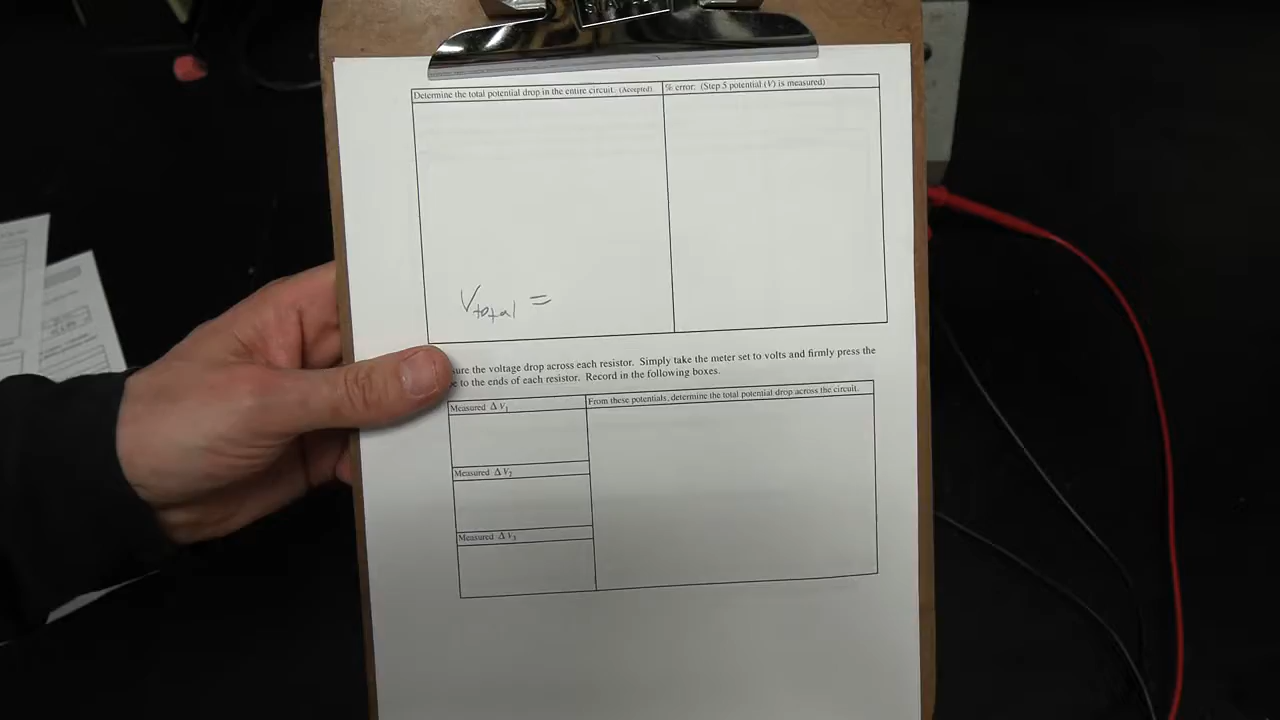 Determine the total potential drop in the entire circuit. (Accepted)
% error: (Step 5 potential (V) is measured)
Vtotal =
sure the voltage drop across each resistor. Simply take the meter set to volts and firmly press the
e to the ends of each resistor. Record in the following boxes.
Measured Δ V1
From these potentials, determine the total potential drop across the circuit.
Measured Δ V2
Measured Δ V3